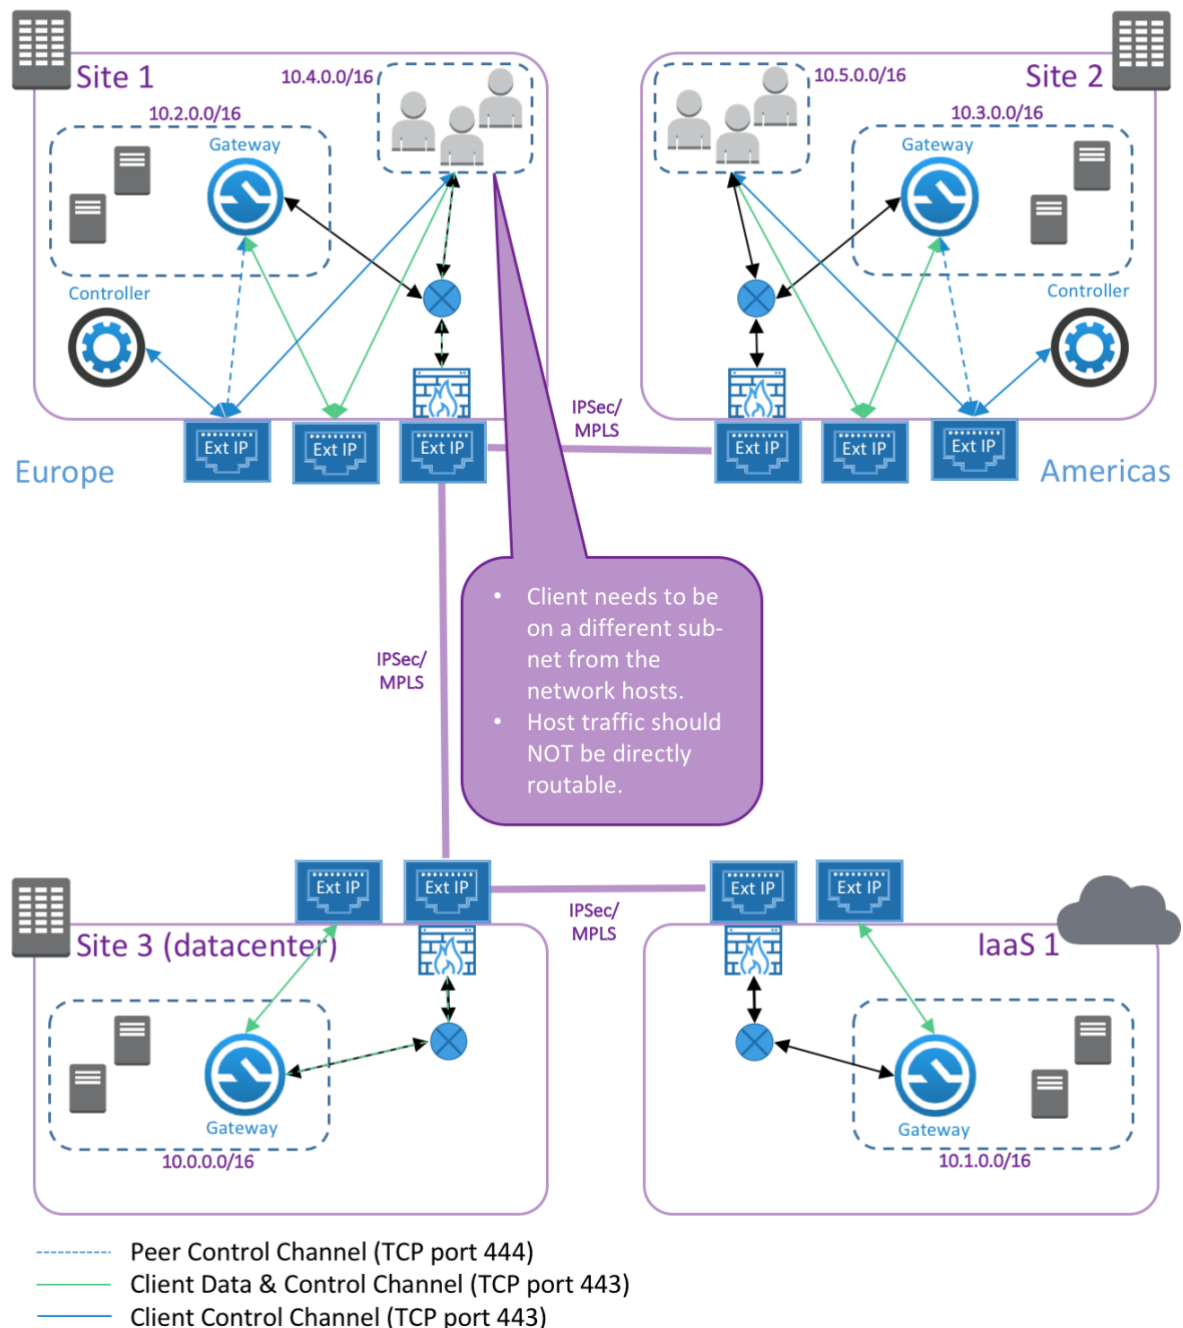 Site 1
10.4.0.0/16
10.2.0.0/16
Gateway
Controller
Ext IP
Ext IP
Ext IP
Europe
10.5.0.0/16
Site 2
10.3.0.0/16
Gateway
Controller
IPSec/
MPLS
Ext IP
Ext IP
Ext IP
Americas
• Client needs to be
on a different sub-
net from the
network hosts.
• Host traffic should
NOT be directly
routable.
IPSec/
MPLS
Ext IP
Ext IP
Site 3 (datacenter)
Gateway
10.0.0.0/16
IPSec/
MPLS
Ext IP
Ext IP
IaaS 1
Gateway
10.1.0.0/16
Peer Control Channel (TCP port 444)
Client Data & Control Channel (TCP port 443)
Client Control Channel (TCP port 443)